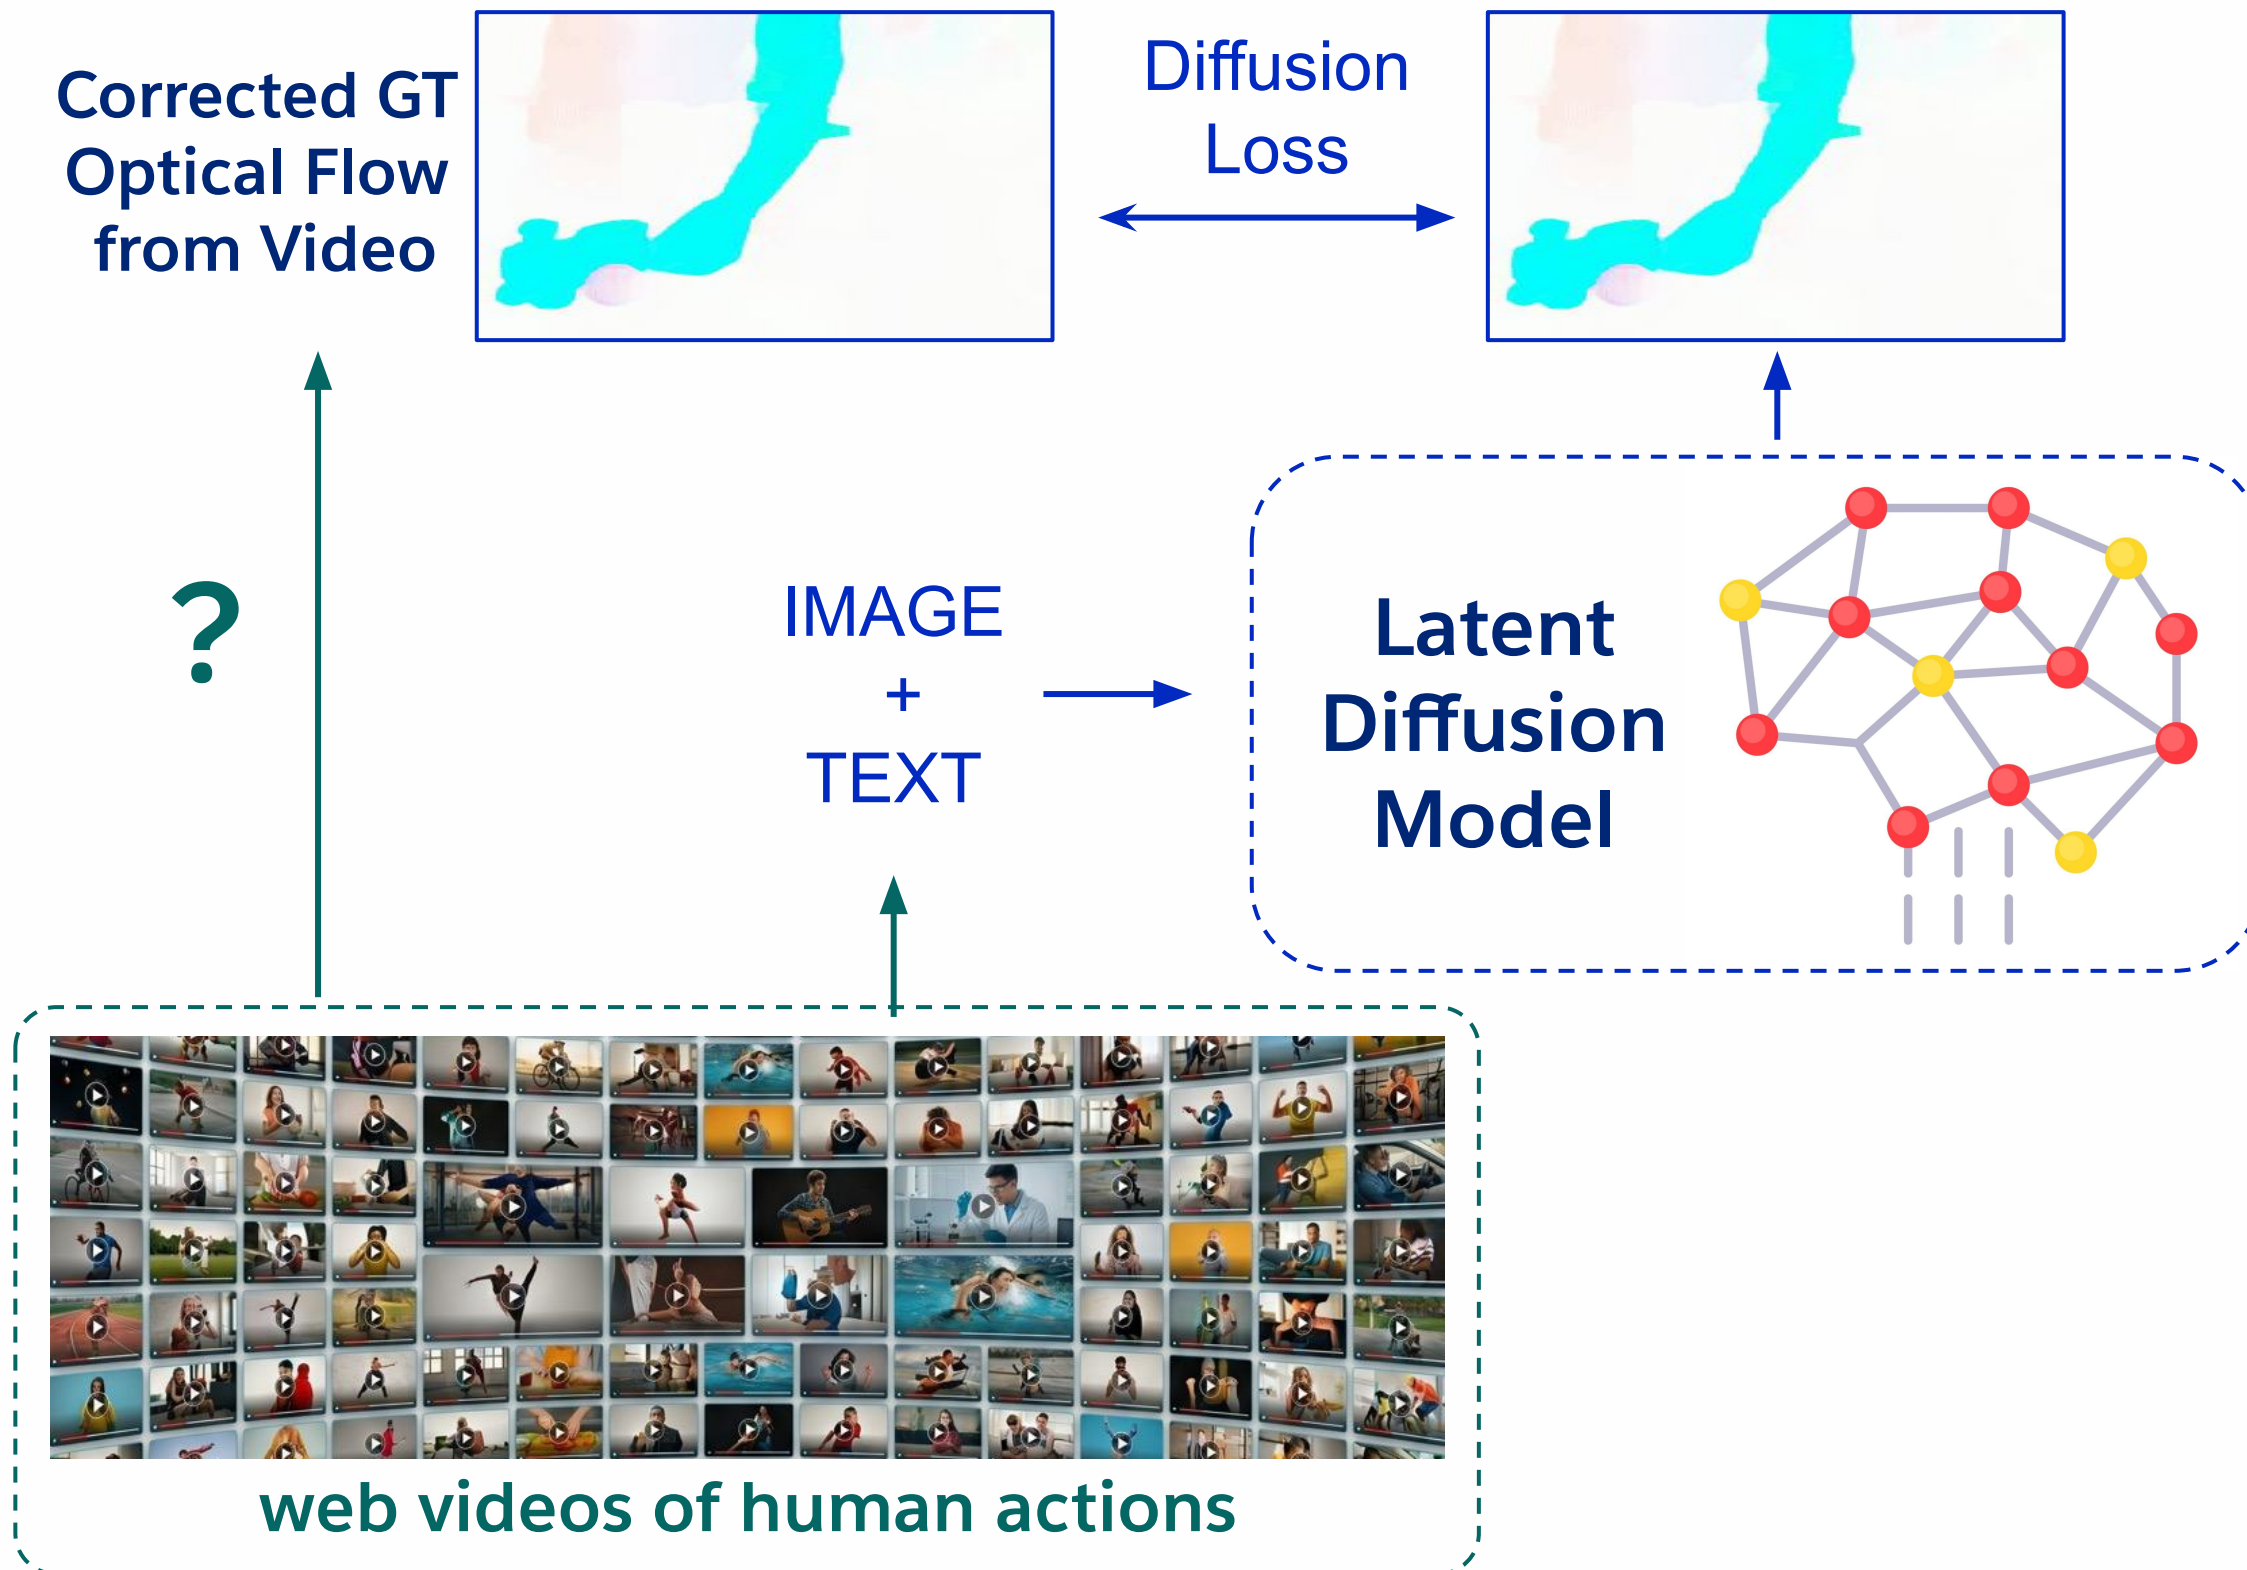 Corrected GT
Optical Flow
from Video
Diffusion
Loss
?
IMAGE
+
TEXT
Latent
Diffusion
Model
web videos of human actions